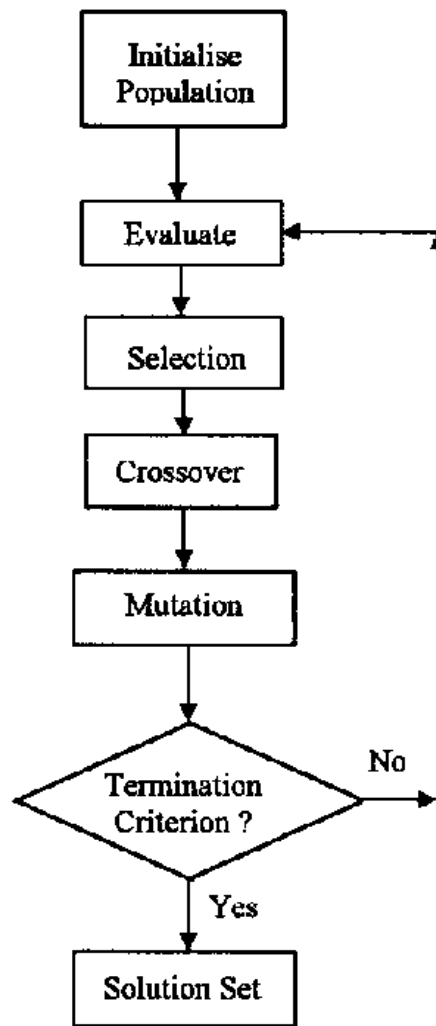 Initialise
Population
Evaluate
Selection
Crossover
Mutation
Termination
Criterion ?
No
Yes
Solution Set